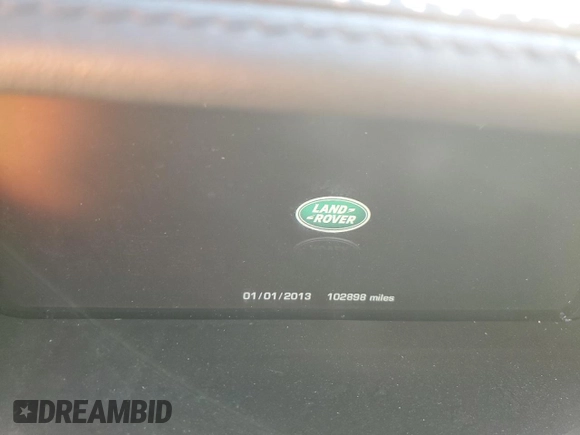 LAND
ROVER
01/01/2013 102898 miles
DREAMBID